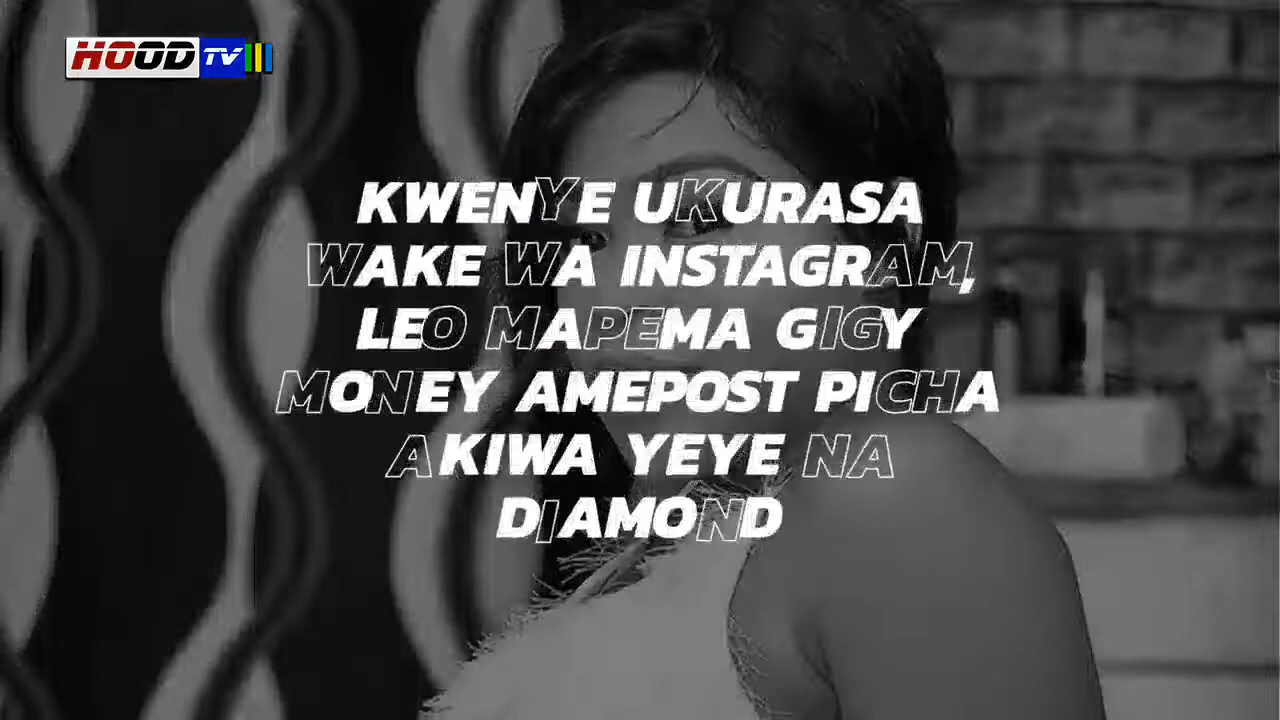 HOOD TV
KWENYE UKURASA
WAKE WA INSTAGRAM,
LEO MAPEMA GIGY
MONEY AMEPOST PICHA
AKIWA YEYE NA
DIAMOND